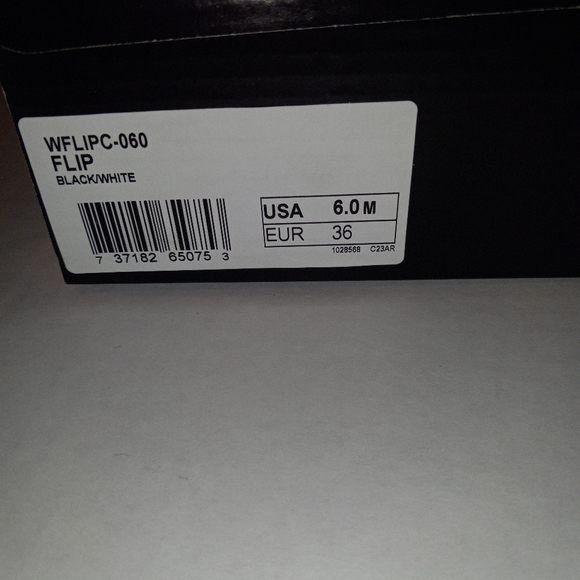 WFLIPC-060
FLIP
BLACK/WHITE
USA 6.0 M
EUR 36
7 37182 65075 3
1028568 C23AR